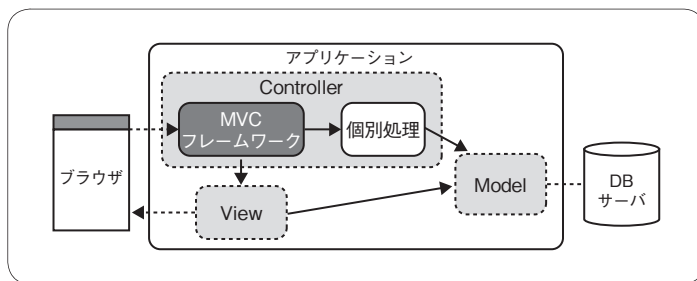 アプリケーション
Controller
MVC
フレームワーク
個別処理
ブラウザ
View
Model
DB
サーバ